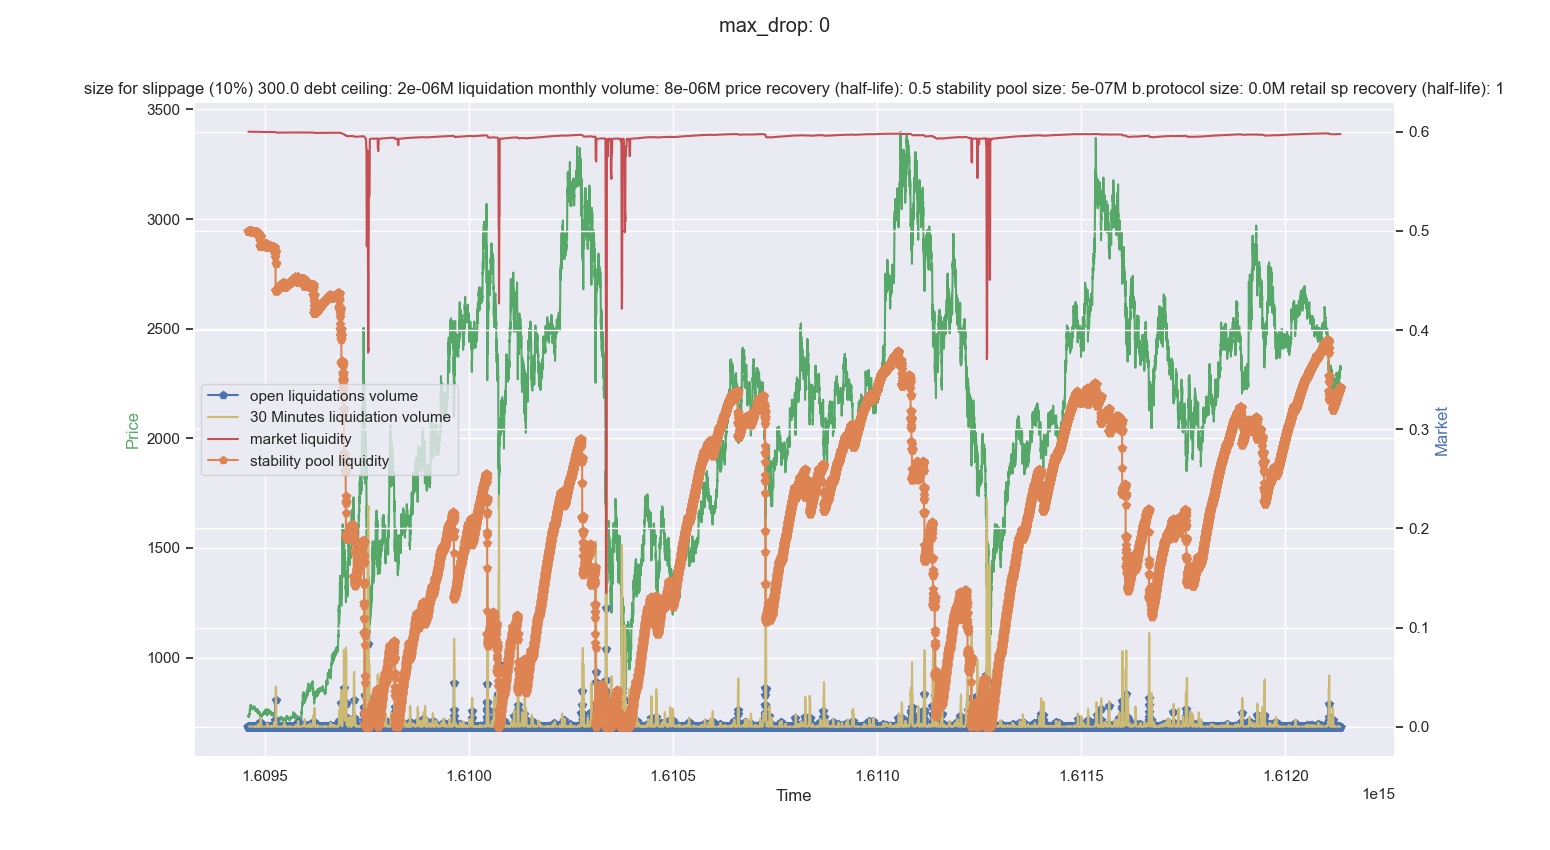 max_drop: 0
size for slippage (10%) 300.0 debt ceiling: 2e-06M liquidation monthly volume: 8e-06M price recovery (half-life): 0.5 stability pool size: 5e-07M b.protocol size: 0.0M retail sp recovery (half-life): 1
3500
3000
2500
2000
1500
1000
Price
open liquidations volume
30 Minutes liquidation volume
market liquidity
stability pool liquidity
0.6
0.5
0.4
0.3
0.2
0.1
0.0
Market
1.6095 1.6100 1.6105 1.6110 1.6115 1.6120
Time
1e15